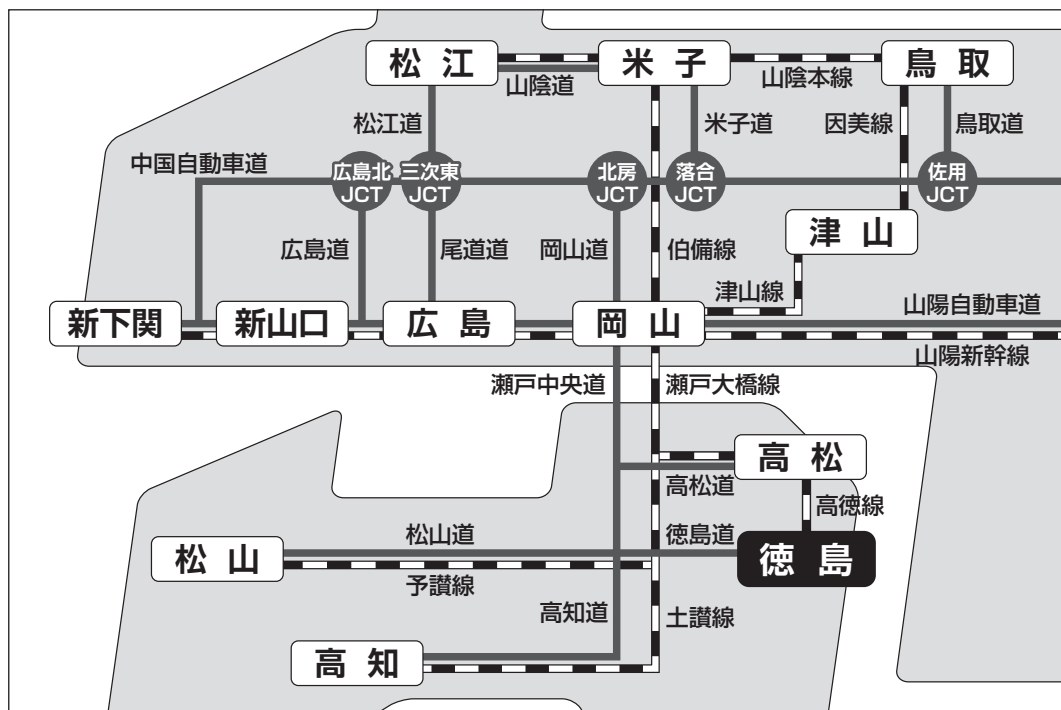 松江
米子
鳥取
山陰道
山陰本線
松江道
米子道
因美線
鳥取道
中国自動車道
広島北
JCT
三次東
JCT
北房
JCT
落合
JCT
佐用
JCT
津山
広島道
尾道道
岡山道
伯備線
津山線
山陽自動車道
新下関
新山口
広島
岡山
山陽新幹線
瀬戸中央道
瀬戸大橋線
高松
高松道
高徳線
松山道
徳島道
松山
徳島
予讃線
高知道
土讃線
高知